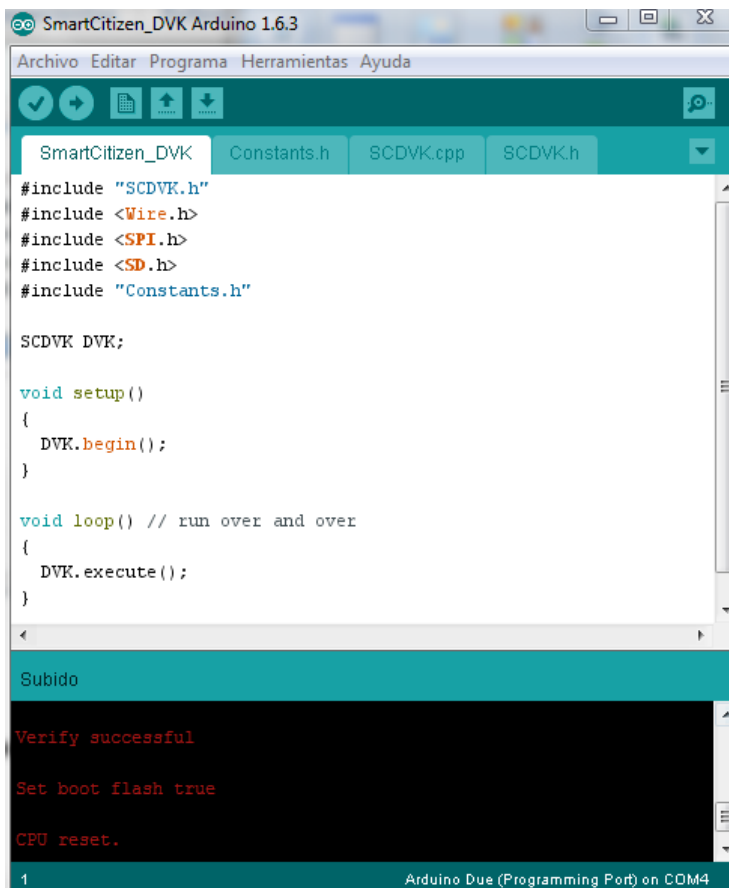 SmartCitizen_DVK Arduino 1.6.3
Archivo Editar Programa Herramientas Ayuda
SmartCitizen_DVK Constants.h SCDVK.cpp SCDVK.h
#include "SCDVK.h"
#include <Wire.h>
#include <SPI.h>
#include <SD.h>
#include "Constants.h"
SCDVK DVK;
void setup()
{
DVK.begin();
}
void loop() // run over and over
{
DVK.execute();
}
Subido
Verify successful
Set boot flash true
CPU reset.
1 Arduino Due (Programming Port) on COM4